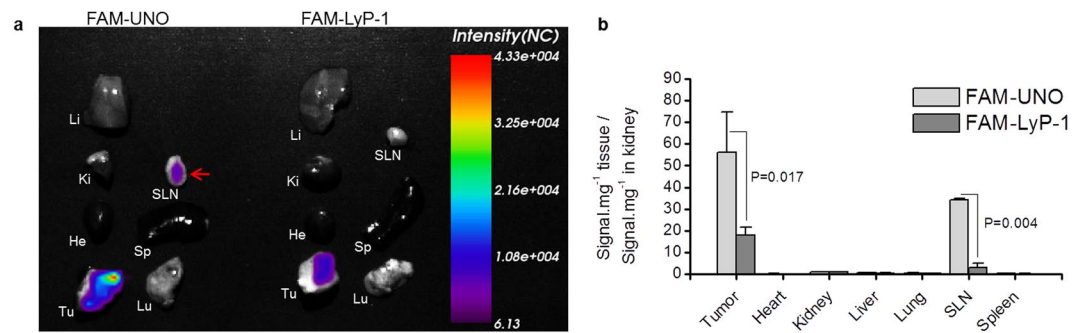 a
FAM-UNO
FAM-LyP-1
Intensity(NC)
4.33e+004
3.25e+004
2.16e+004
1.08e+004
6.13
Li
Ki
SLN
He
Sp
Tu
Lu
Li
SLN
Ki
He
Sp
Tu
Lu
b
Signal.mg⁻¹ tissue /
Signal.mg⁻¹ in kidney
90
80
70
60
50
40
30
20
10
0
FAM-UNO
FAM-LyP-1
P=0.017
P=0.004
Tumor
Heart
Kidney
Liver
Lung
SLN
Spleen